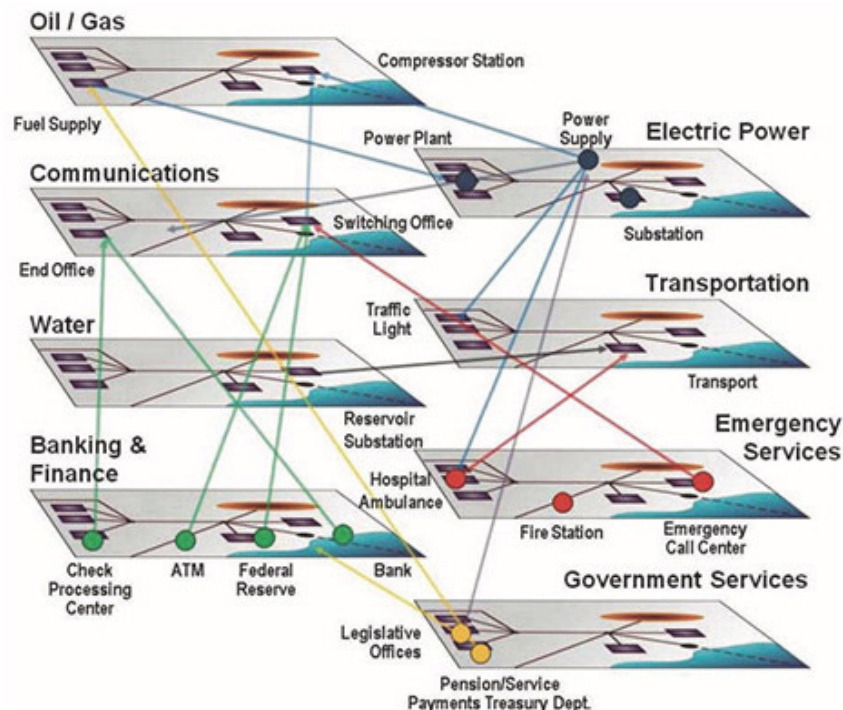 Oil / Gas
Compressor Station
Fuel Supply
Power Plant
Power
Supply
Electric Power
Communications
Switching Office
Substation
End Office
Transportation
Traffic
Light
Water
Transport
Reservoir
Substation
Emergency
Services
Banking &
Finance
Hospital
Ambulance
Fire Station
Emergency
Call Center
Check
Processing
Center
ATM
Federal
Reserve
Bank
Government Services
Legislative
Offices
Pension/Service
Payments Treasury Dept.